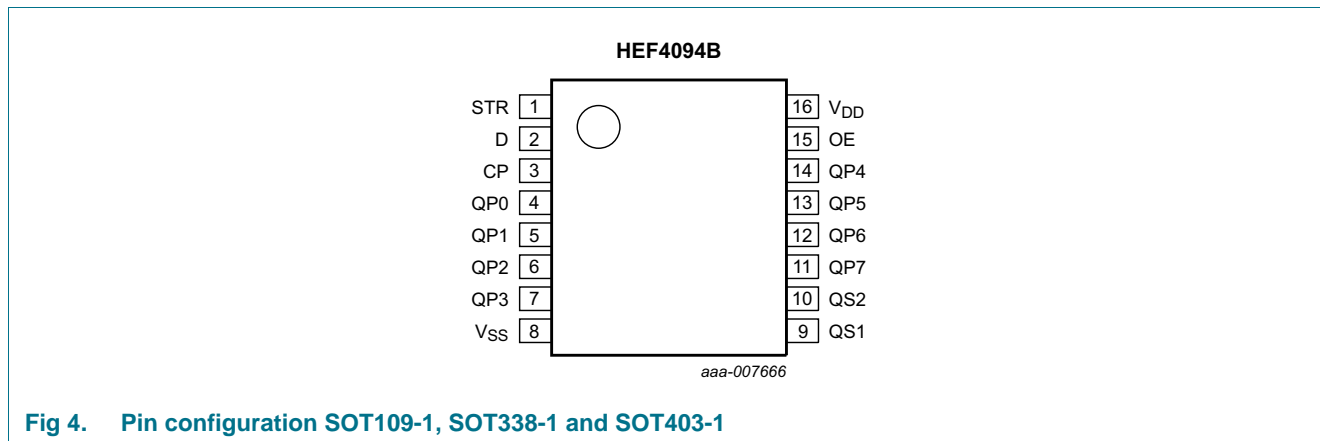 HEF4094B
STR 1 16 VDD
D 2 15 OE
CP 3 14 QP4
QP0 4 13 QP5
QP1 5 12 QP6
QP2 6 11 QP7
QP3 7 10 QS2
VSS 8 9 QS1
aaa-007666
Fig 4. Pin configuration SOT109-1, SOT338-1 and SOT403-1